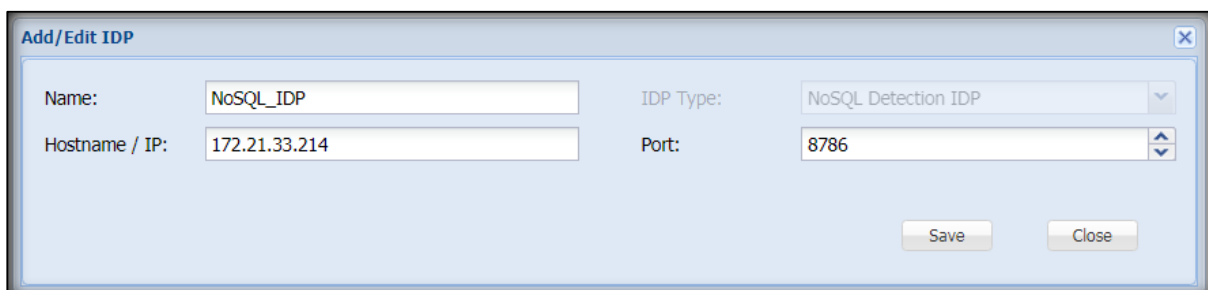 Add/Edit IDP
Name: NoSQL_IDP IDP Type: NoSQL Detection IDP
Hostname / IP: 172.21.33.214 Port: 8786
Save Close